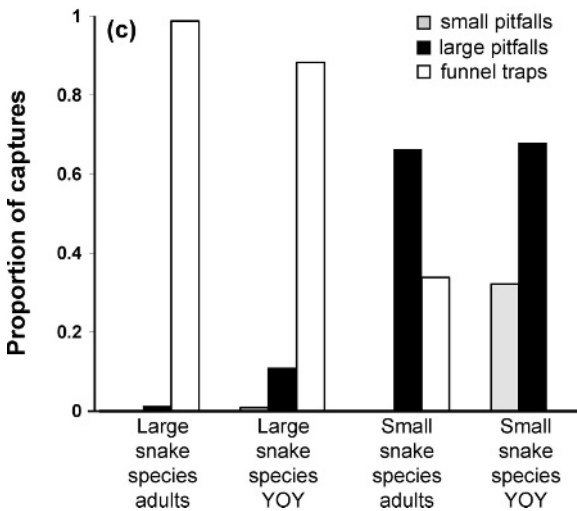 (c)
small pitfalls
large pitfalls
funnel traps
Proportion of captures
1
0.8
0.6
0.4
0.2
0
Large snake species adults
Large snake species YOY
Small snake species adults
Small snake species YOY